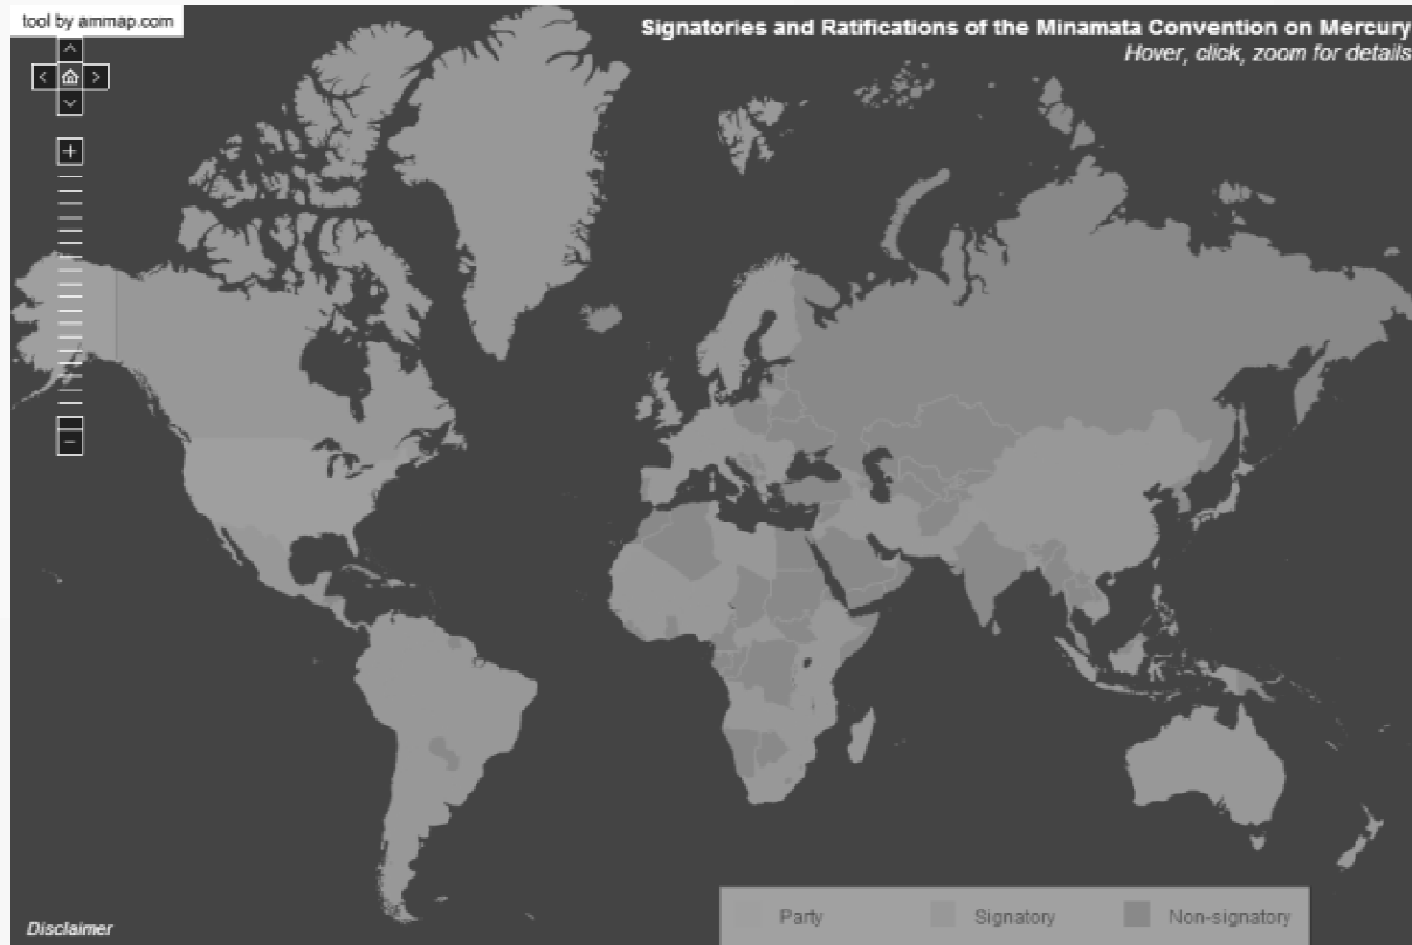 tool by ammap.com
Signatories and Ratifications of the Minamata Convention on Mercury
Hover, click, zoom for details
Disclaimer
Party Signatory Non-signatory